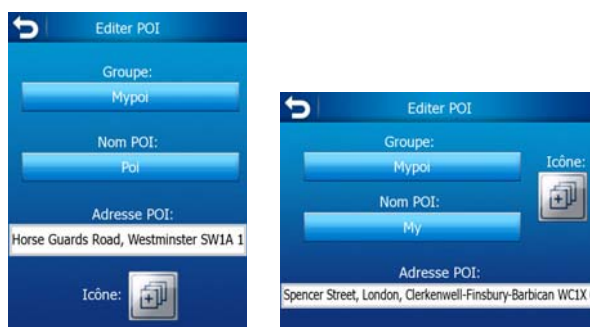 Editer POI
Groupe:
Mypoi
Nom POI:
Poi
Adresse POI:
Horse Guards Road, Westminster SW1A 1
Icône:
Editer POI
Groupe:
Mypoi
Icône:
Nom POI:
My
Adresse POI:
Spencer Street, London, Clerkenwell-Finsbury-Barbican WC1X